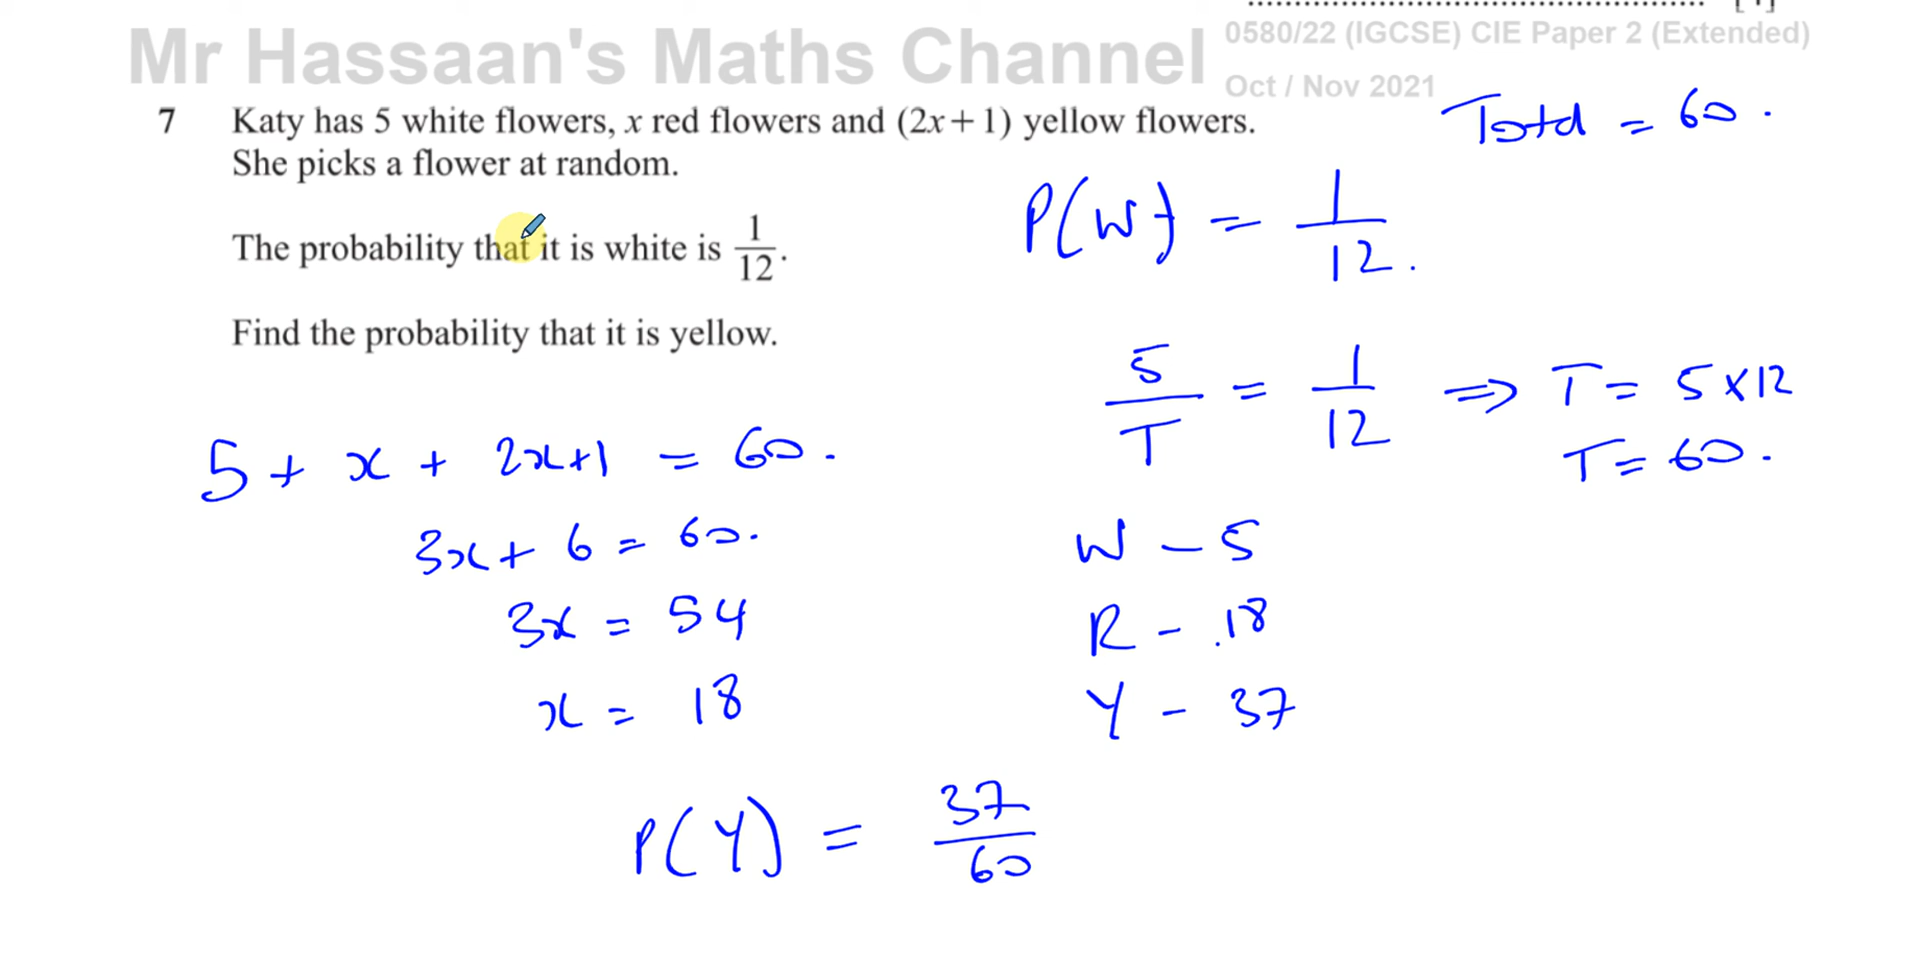 [ 1 ]
Mr Hassaan's Maths Channel
0580/22 (IGCSE) CIE Paper 2 (Extended)
Oct / Nov 2021
7 Katy has 5 white flowers, x red flowers and (2x + 1) yellow flowers.
She picks a flower at random.
The probability that it is white is 1/12.
Find the probability that it is yellow.
Total = 60.
P(W) = 1/12.
5/T = 1/12 ⇒ T = 5 × 12
T = 60.
5 + x + 2x+1 = 60.
3x + 6 = 60.
3x = 54
x = 18
W – 5
R – 18
Y – 37
P(Y) = 37/60